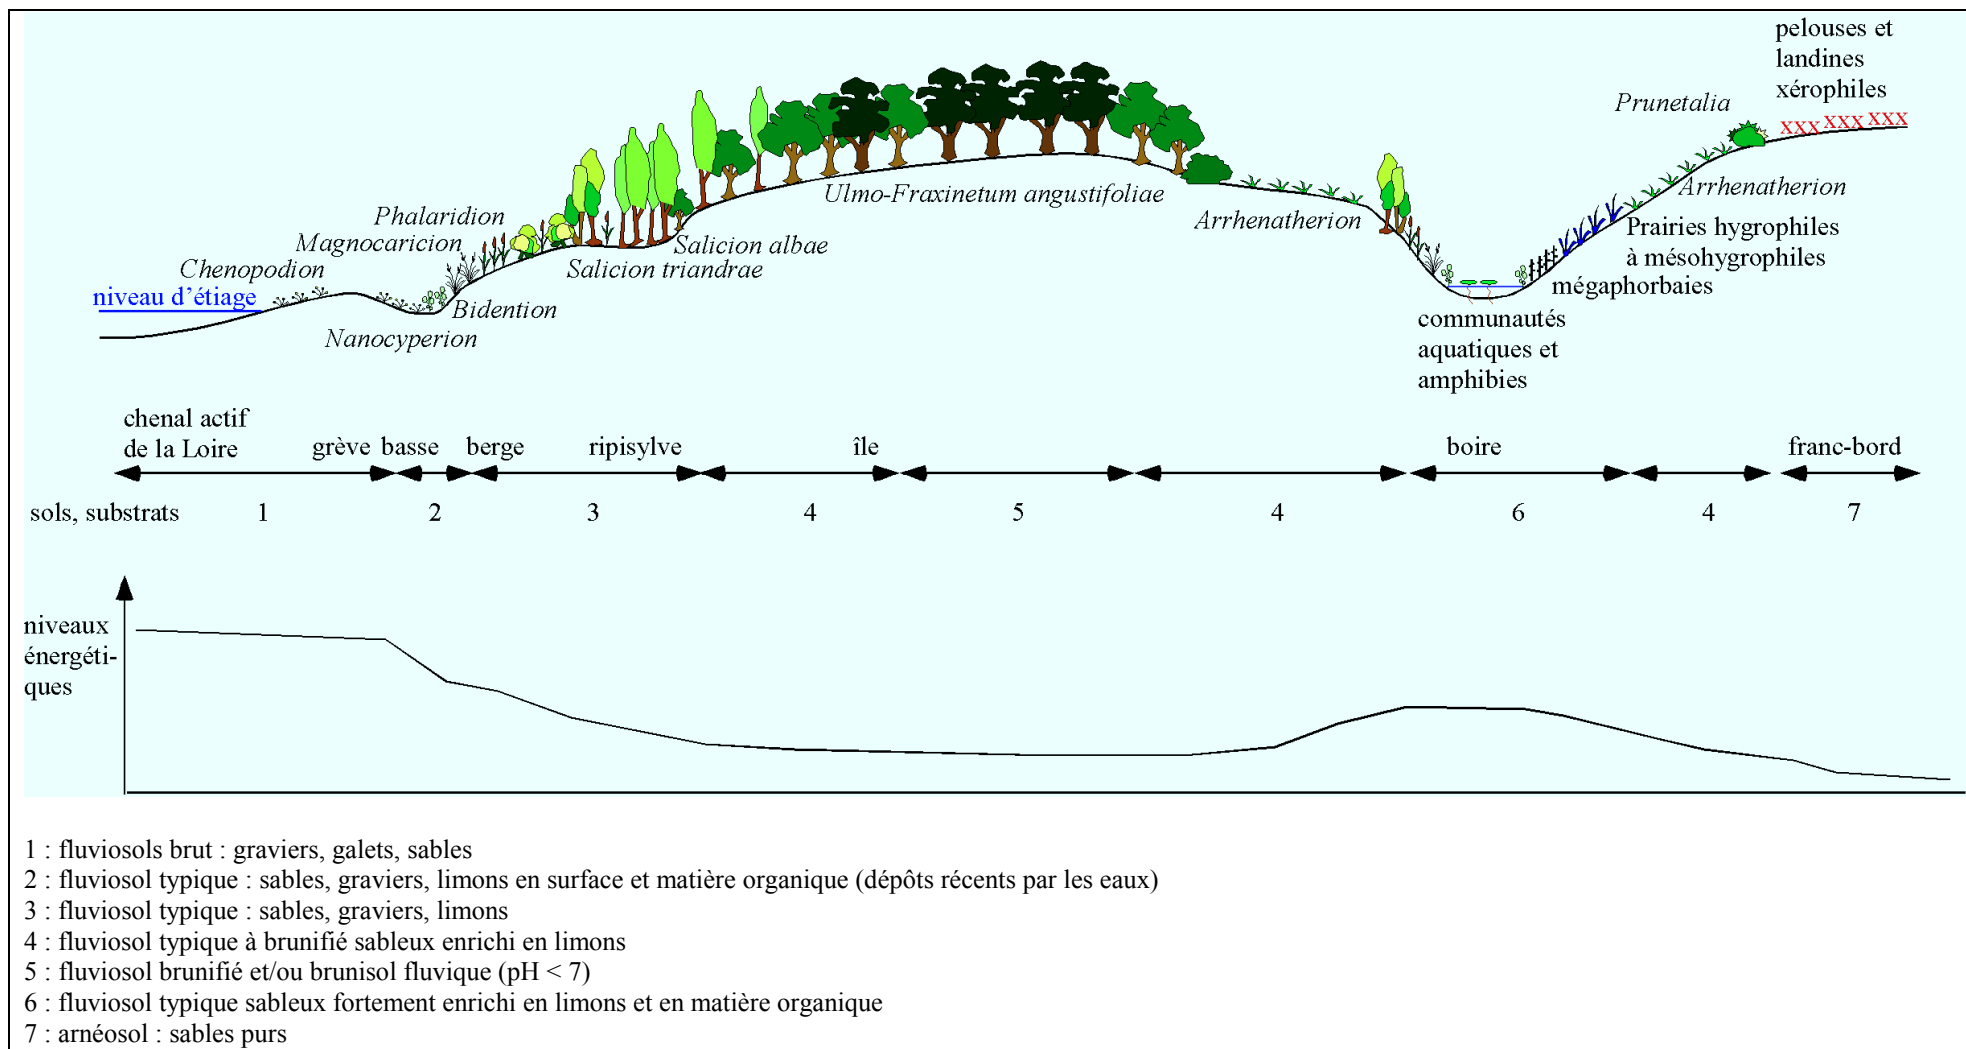 pelouses et
landines
xérophiles
Prunetalia
xxx xxx xxx
Arrhenatherion
Ulmo-Fraxinetum angustifoliae
Arrhenatherion
Phalaridion
Magnocaricion
Salicion albae
Prairies hygrophiles
à mésohygrophiles
Chenopodion
Salicion triandrae
mégaphorbaies
niveau d'étiage
Bidention
Nanocyperion
communautés
aquatiques et
amphibies
chenal actif
de la Loire
grève basse berge ripisylve île boire franc-bord
sols, substrats 1 2 3 4 5 4 6 4 7
niveaux
énergéti-
ques
1 : fluviosols brut : graviers, galets, sables
2 : fluviosol typique : sables, graviers, limons en surface et matière organique (dépôts récents par les eaux)
3 : fluviosol typique : sables, graviers, limons
4 : fluviosol typique à brunifié sableux enrichi en limons
5 : fluviosol brunifié et/ou brunisol fluvique (pH < 7)
6 : fluviosol typique sableux fortement enrichi en limons et en matière organique
7 : arnéosol : sables purs